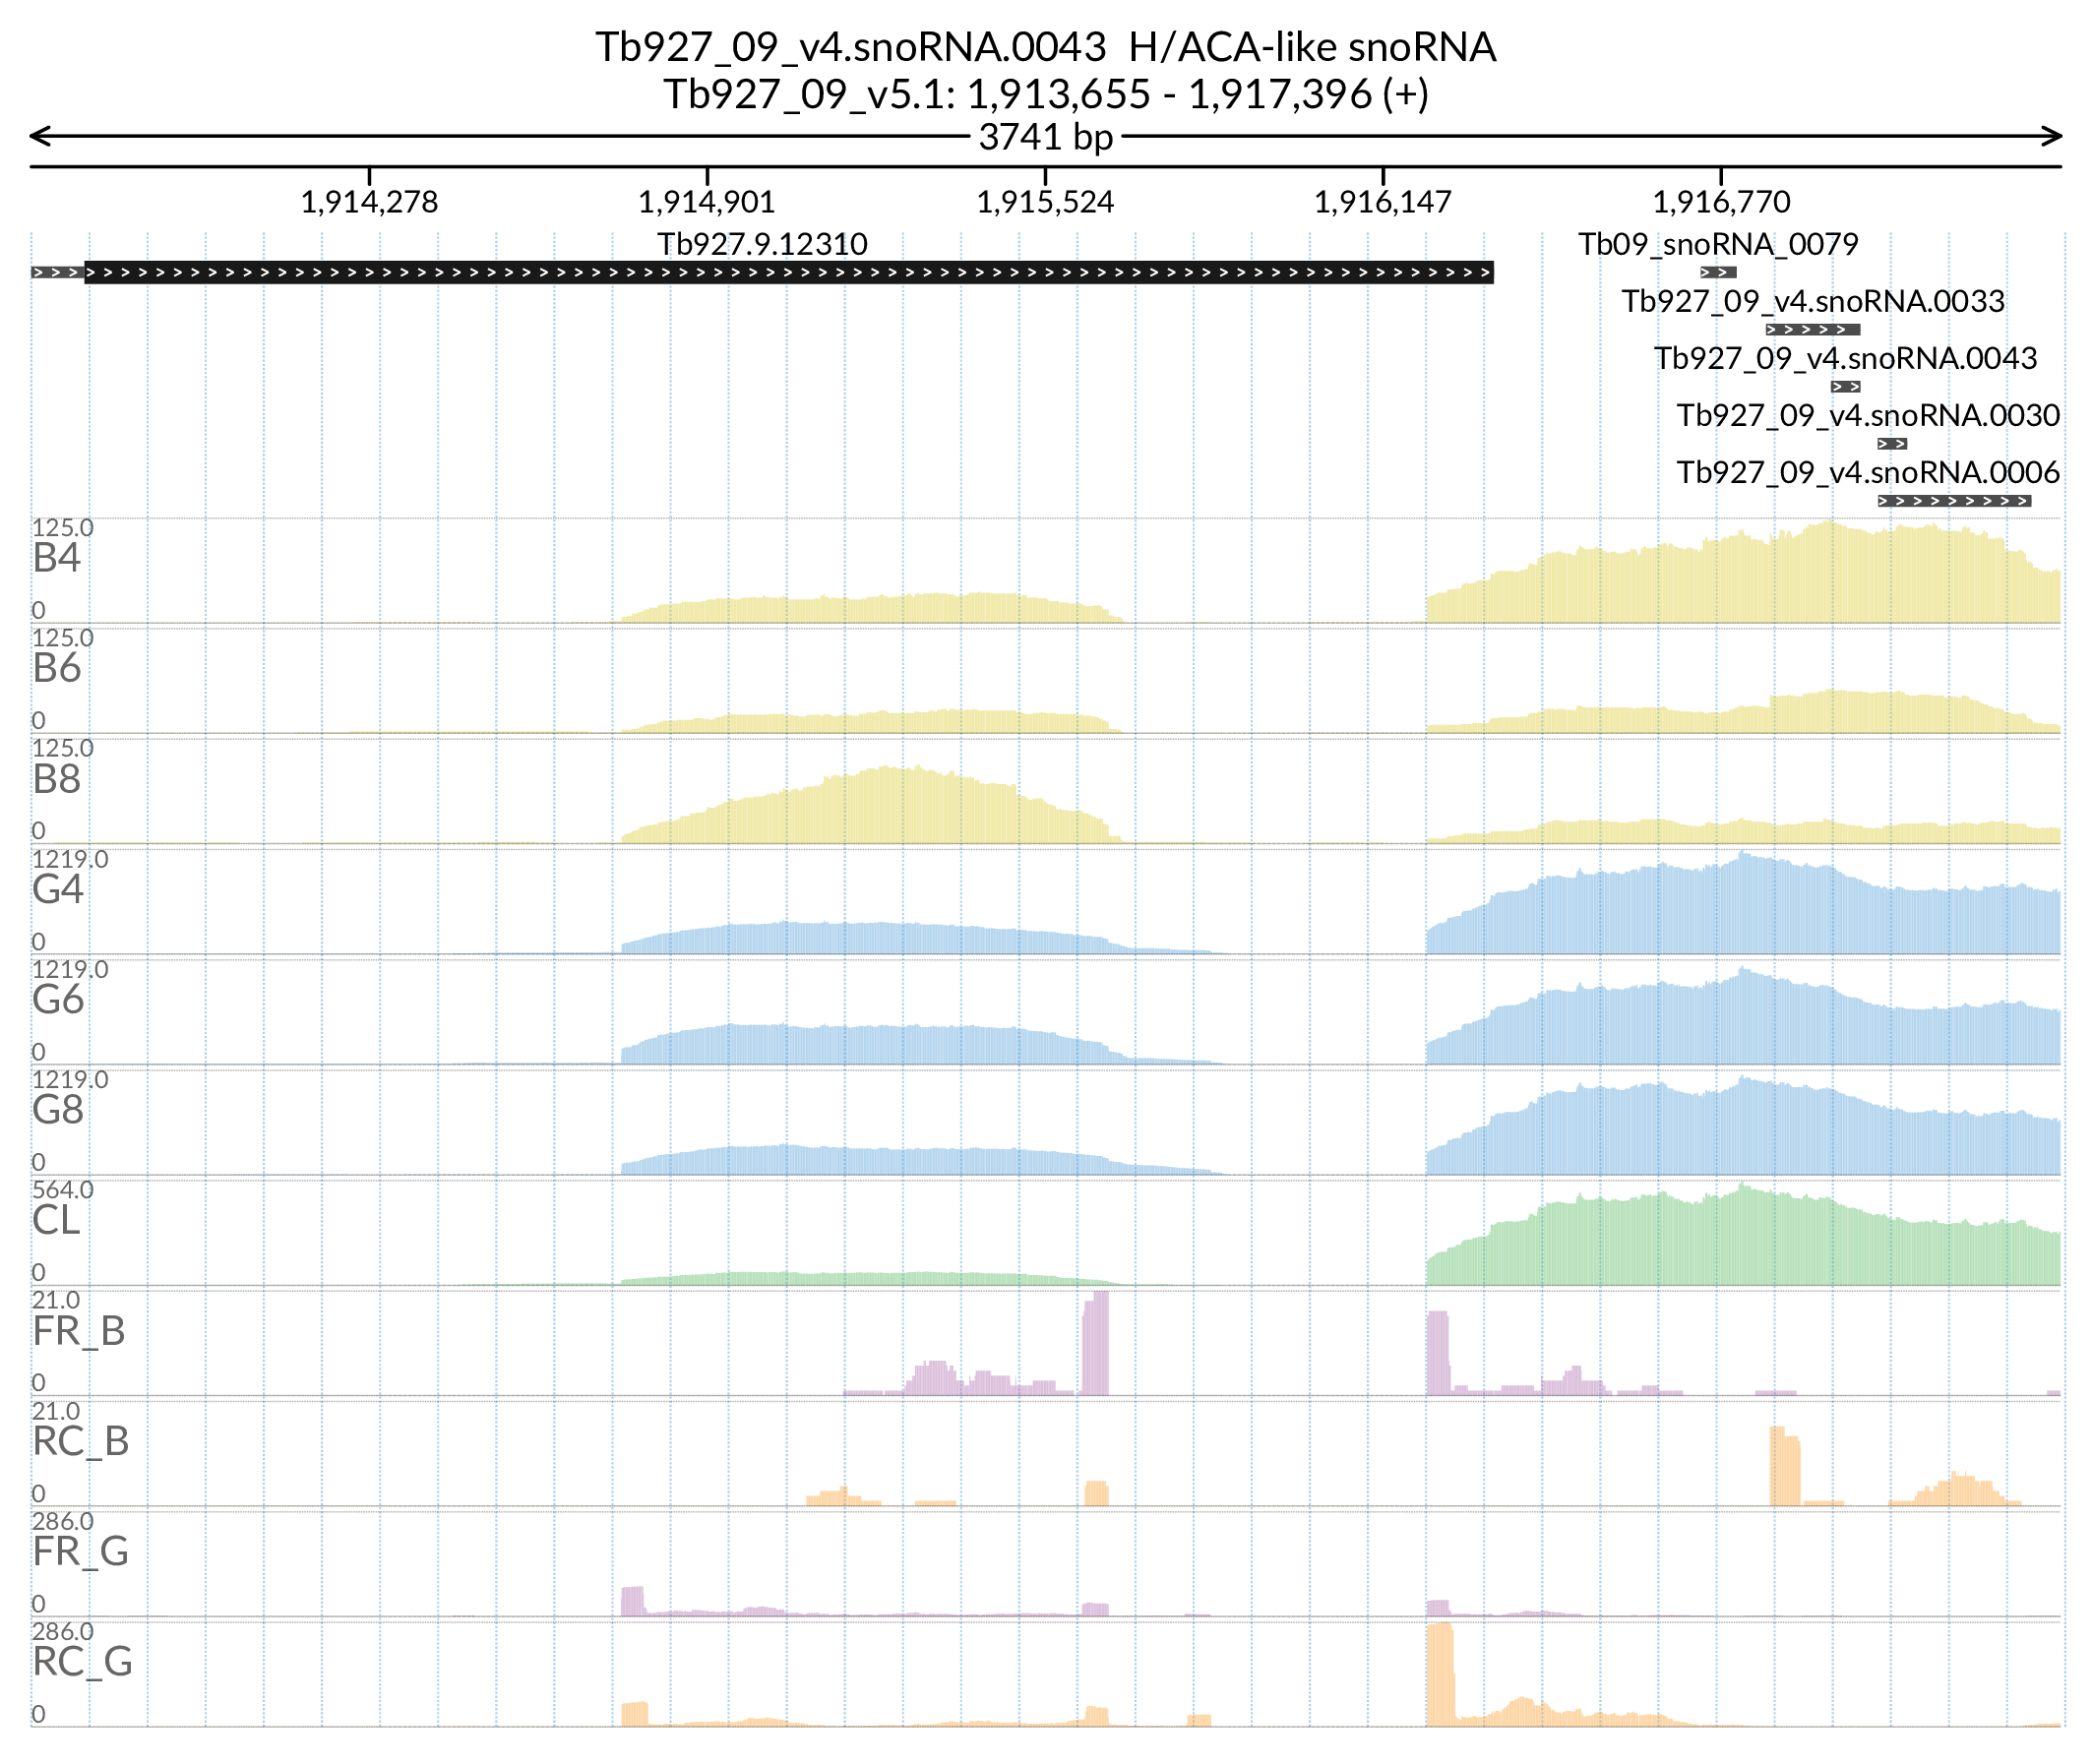 Tb927_09_v4.snoRNA.0043 H/ACA-like snoRNA
Tb927_09_v5.1: 1,913,655 - 1,917,396 (+)
3741 bp
1,914,278 1,914,901 1,915,524 1,916,147 1,916,770
Tb927.9.12310 Tb09_snoRNA_0079
Tb927_09_v4.snoRNA.0033
Tb927_09_v4.snoRNA.0043
Tb927_09_v4.snoRNA.0030
Tb927_09_v4.snoRNA.0006
125.0
B4
0
125.0
B6
0
125.0
B8
0
1219.0
G4
0
1219.0
G6
0
1219.0
G8
0
564.0
CL
0
21.0
FR_B
0
21.0
RC_B
0
286.0
FR_G
0
286.0
RC_G
0